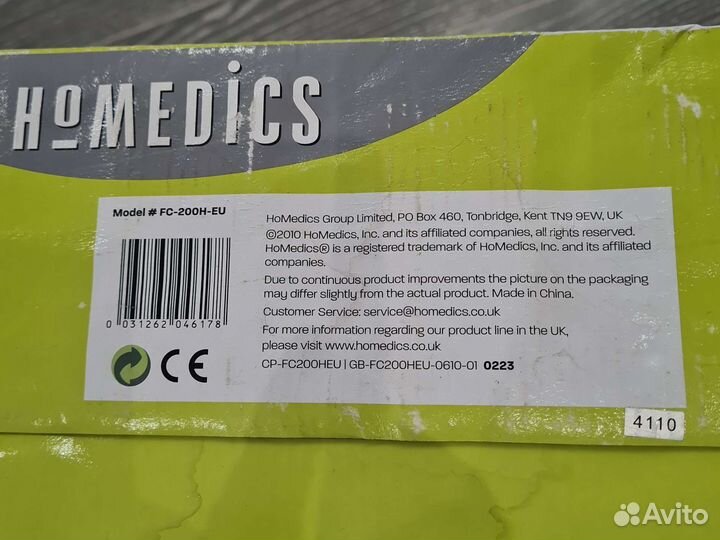 HoMEDiCS
Model # FC-200H-EU
0 031262 046178
CE
HoMedics Group Limited, PO Box 460, Tonbridge, Kent TN9 9EW, UK
©2010 HoMedics, Inc. and its affiliated companies, all rights reserved.
HoMedics® is a registered trademark of HoMedics, Inc. and its affiliated
companies.
Due to continuous product improvements the picture on the packaging
may differ slightly from the actual product. Made in China.
Customer Service: service@homedics.co.uk
For more information regarding our product line in the UK,
please visit www.homedics.co.uk
CP-FC200HEU | GB-FC200HEU-0610-01 0223
4110
Avito